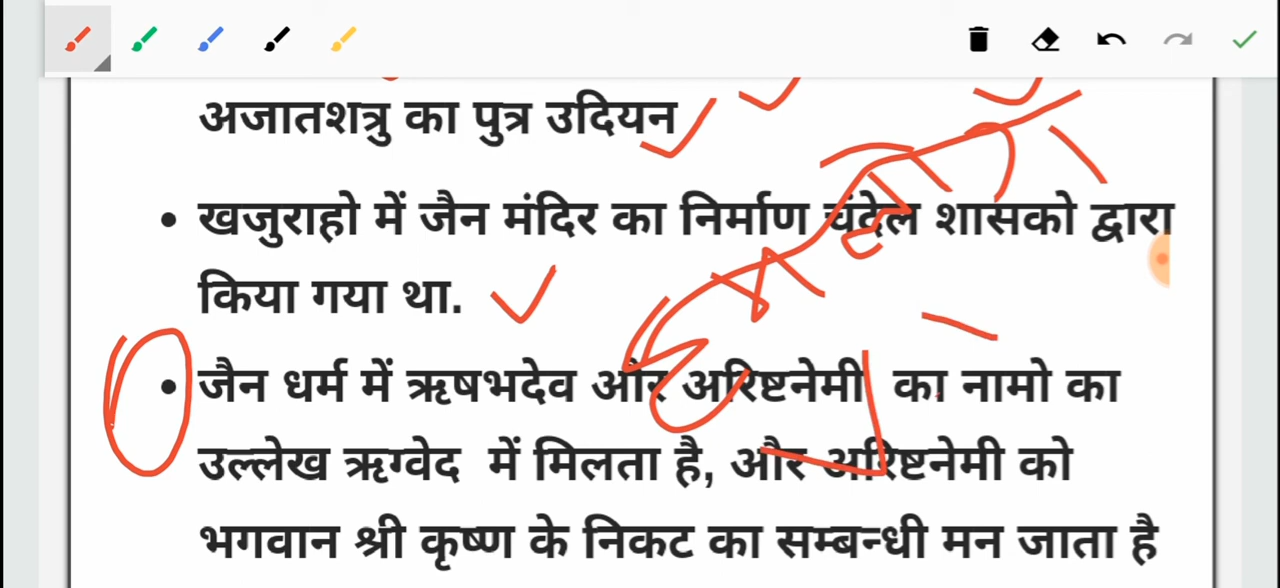 अजातशत्रु का पुत्र उदियन
• खजुराहो में जैन मंदिर का निर्माण चंदेल शासको द्वारा
किया गया था.
• जैन धर्म में ऋषभदेव और अरिष्टनेमी का नामो का
उल्लेख ऋग्वेद में मिलता है, और अरिष्टनेमी को
भगवान श्री कृष्ण के निकट का सम्बन्धी मन जाता है